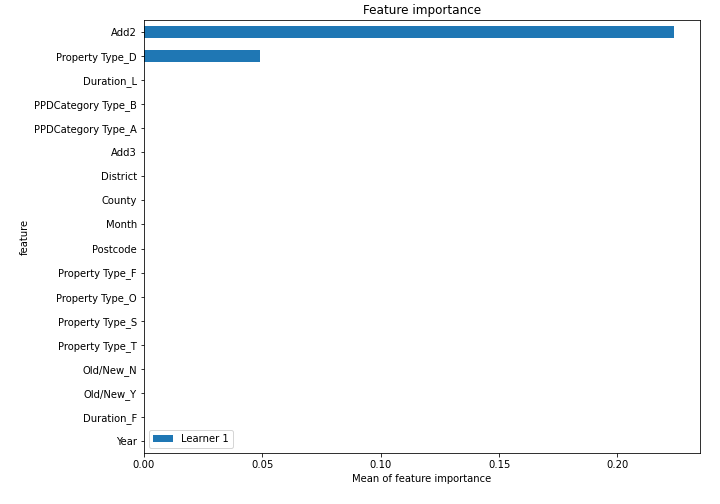 Feature importance
Add2
Property Type_D
Duration_L
PPDCategory Type_B
PPDCategory Type_A
Add3
District
County
Month
Postcode
Property Type_F
Property Type_O
Property Type_S
Property Type_T
Old/New_N
Old/New_Y
Duration_F
Year
feature
Learner 1
0.00 0.05 0.10 0.15 0.20
Mean of feature importance